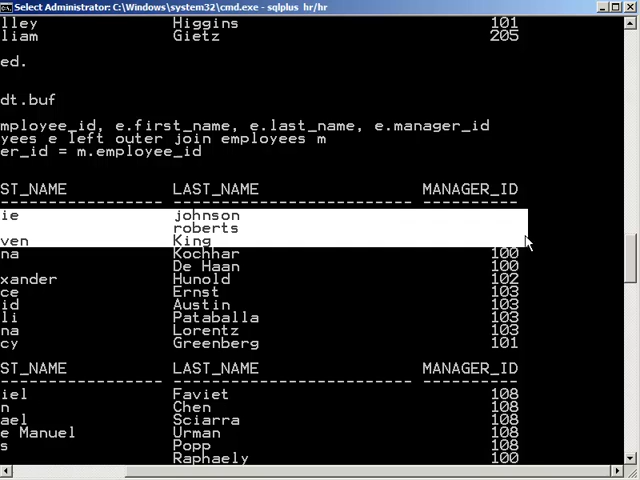 Select Administrator: C:\Windows\system32\cmd.exe - sqlplus hr/hr
lley Higgins 101
liam Gietz 205
ed.
dt.buf
mployee_id, e.first_name, e.last_name, e.manager_id
yees e left outer join employees m
er_id = m.employee_id
ST_NAME LAST_NAME MANAGER_ID
----------------- ------------------------- ----------
ie johnson
roberts
ven King
na Kochhar 100
De Haan 100
xander Hunold 102
ce Ernst 103
id Austin 103
li Pataballa 103
na Lorentz 103
cy Greenberg 101
ST_NAME LAST_NAME MANAGER_ID
----------------- ------------------------- ----------
iel Faviet 108
n Chen 108
ael Sciarra 108
e Manuel Urman 108
s Popp 108
Raphaely 100